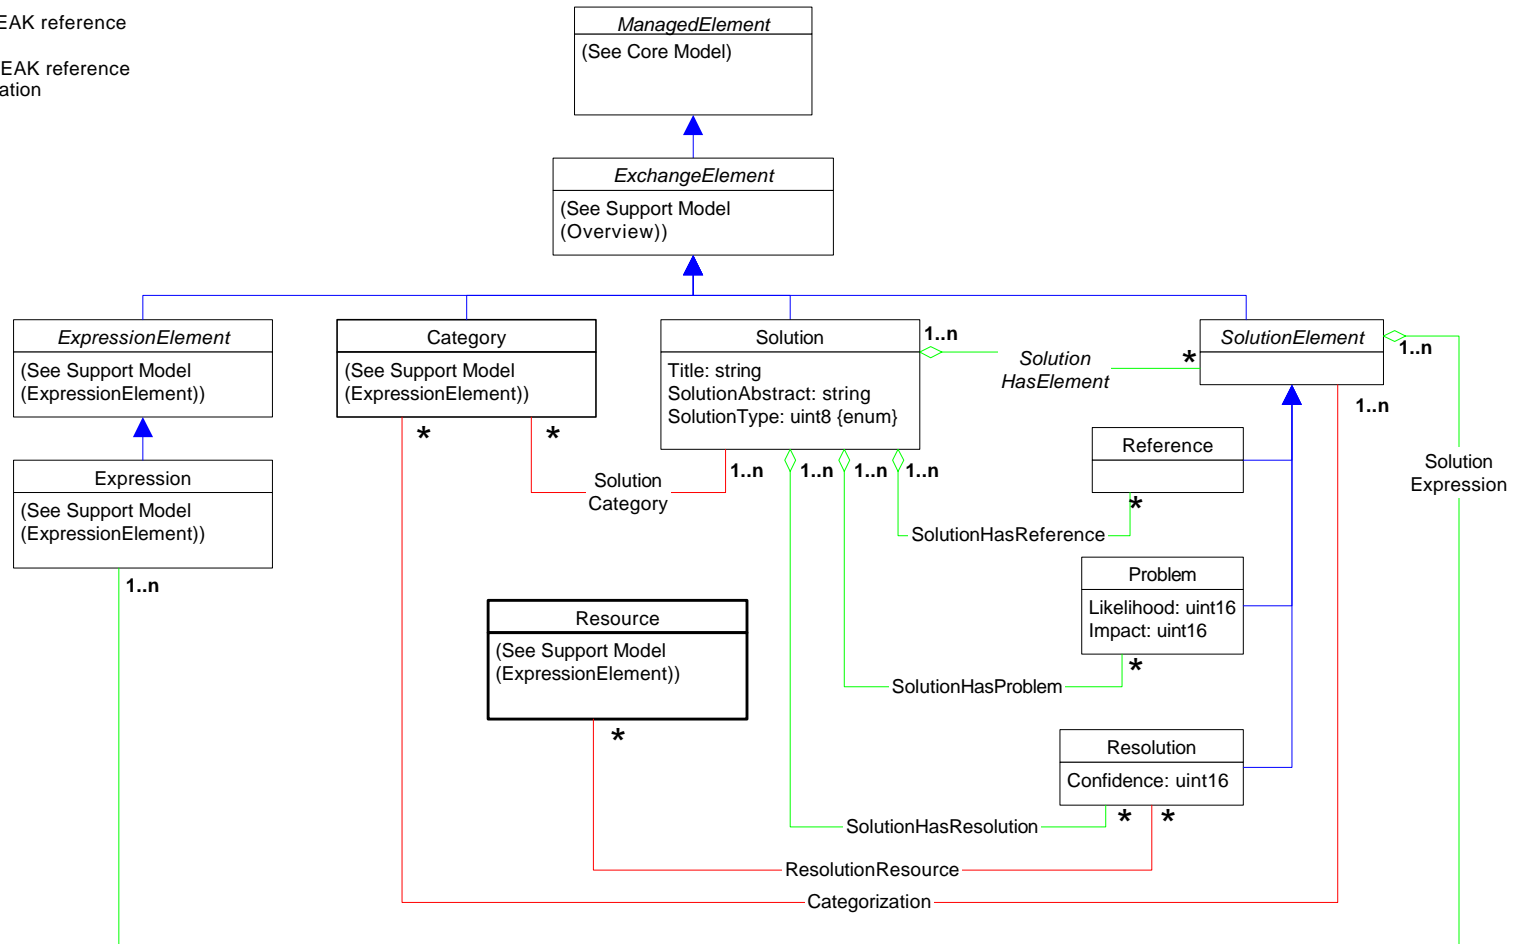 EAK reference
EAK reference
ation
ManagedElement
(See Core Model)
ExchangeElement
(See Support Model
(Overview))
ExpressionElement
(See Support Model
(ExpressionElement))
Category
(See Support Model
(ExpressionElement))
Solution
Title: string
SolutionAbstract: string
SolutionType: uint8 {enum}
1..n
Solution
HasElement
*
SolutionElement
1..n
1..n
Expression
(See Support Model
(ExpressionElement))
1..n
*
*
Solution
Category
1..n
1..n
1..n
1..n
Reference
*
SolutionHasReference
Solution
Expression
Problem
Likelihood: uint16
Impact: uint16
*
SolutionHasProblem
Resource
(See Support Model
(ExpressionElement))
*
Resolution
Confidence: uint16
*
*
SolutionHasResolution
ResolutionResource
Categorization